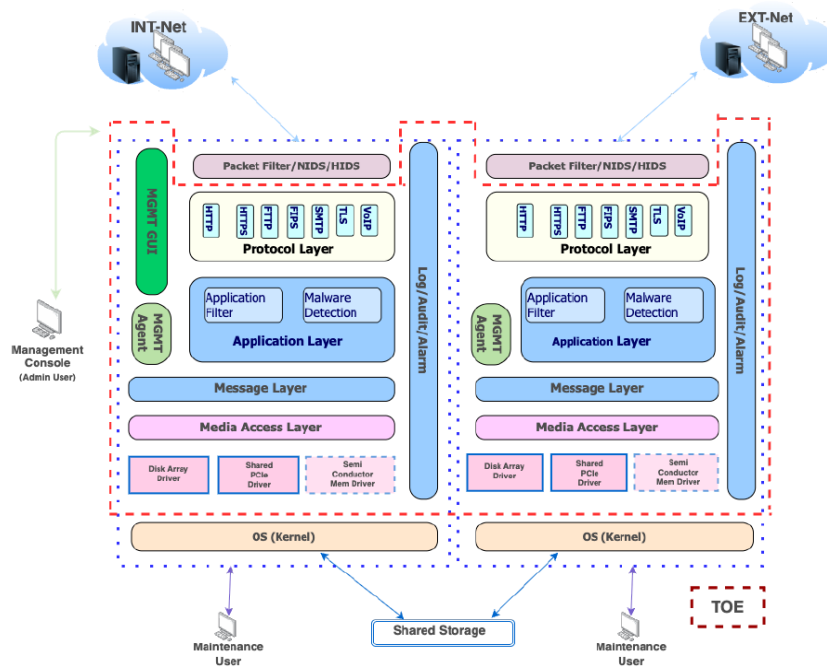 INT-Net
EXT-Net
Packet Filter/NIDS/HIDS
MGMT GUI
HTTP
HTTPS
FTTP
FIPS
SMTP
TLS
VoIP
Protocol Layer
Log/Audit/Alarm
Application
Filter
Malware
Detection
Application Layer
MGMT
Agent
Message Layer
Media Access Layer
Disk Array
Driver
Shared
PCIe
Driver
Semi
Conductor
Mem Driver
OS (Kernel)
Packet Filter/NIDS/HIDS
HTTP
HTTPS
FTTP
FIPS
SMTP
TLS
VoIP
Protocol Layer
Log/Audit/Alarm
Application
Filter
Malware
Detection
Application Layer
MGMT
Agent
Message Layer
Media Access Layer
Disk Array
Driver
Shared
PCIe
Driver
Semi
Conductor
Mem Driver
OS (Kernel)
Management
Console
(Admin User)
Maintenance
User
Shared Storage
Maintenance
User
TOE